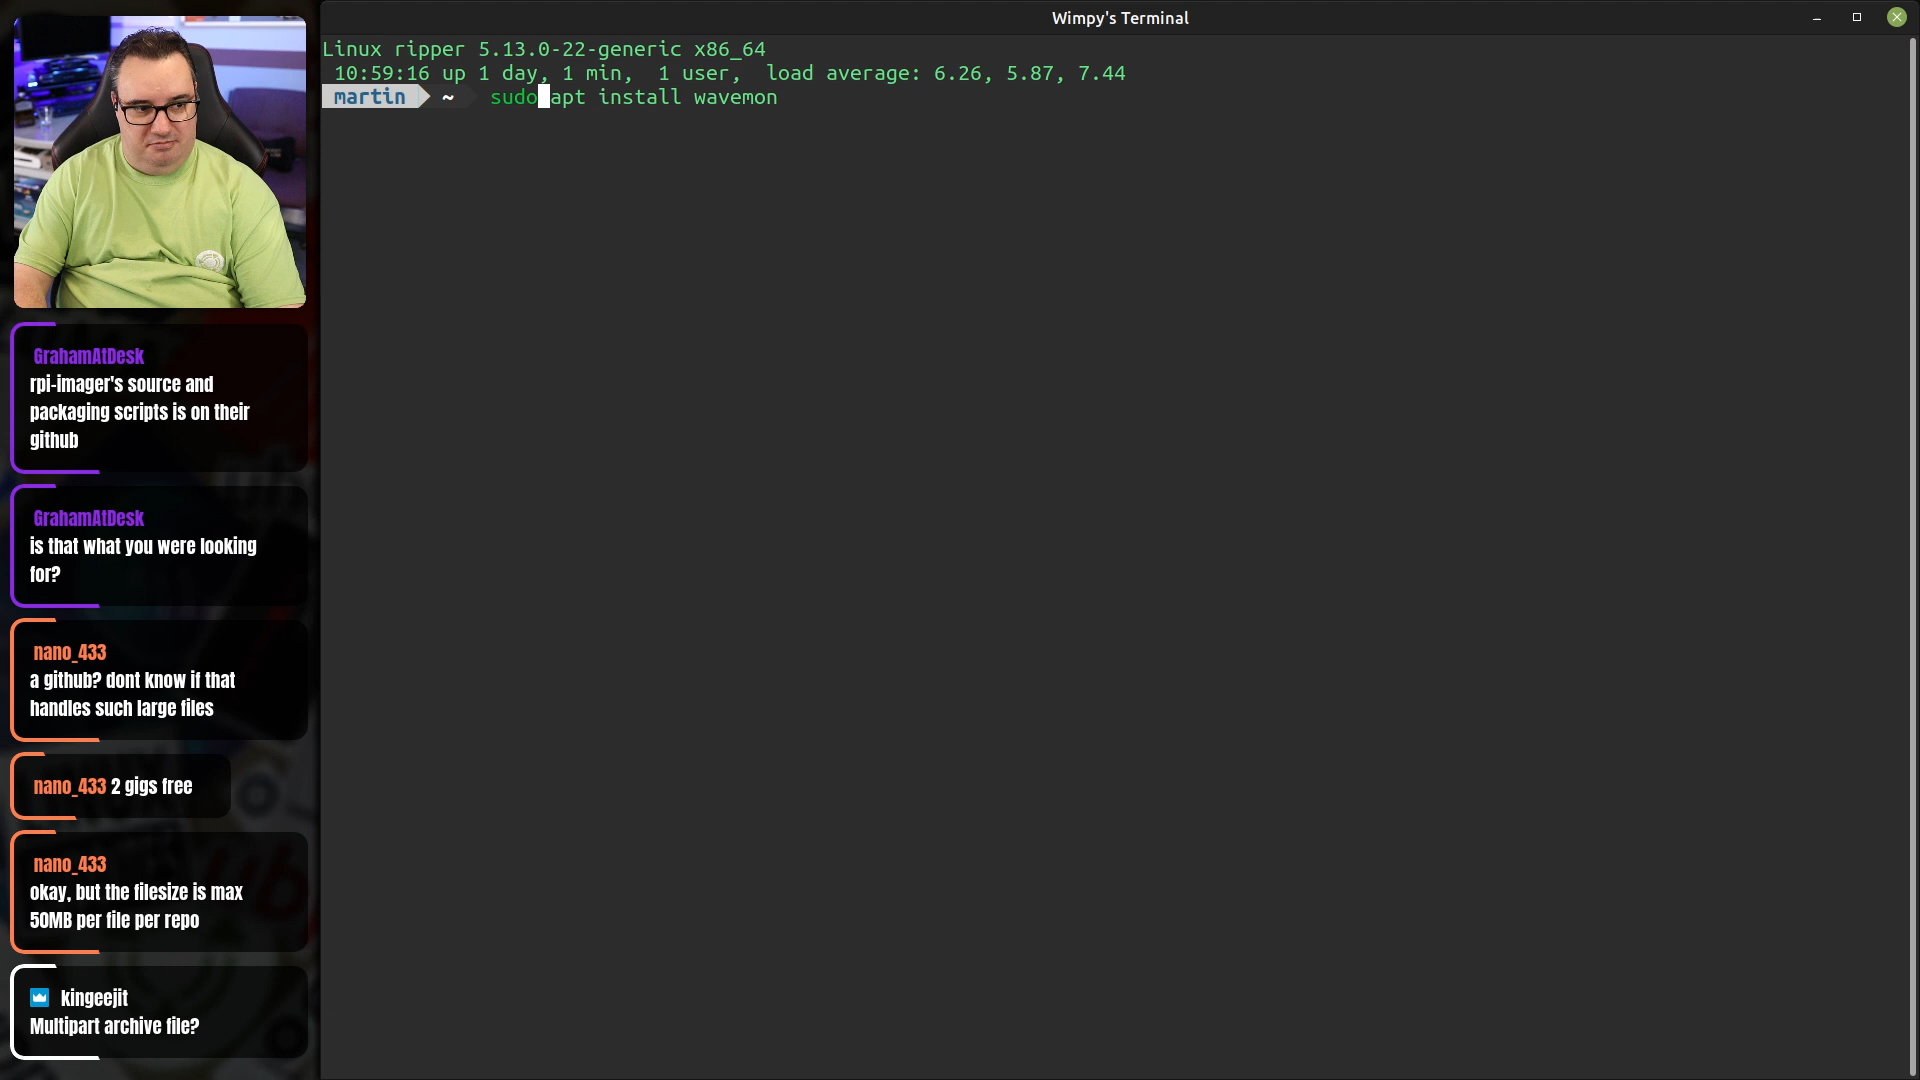 Wimpy's Terminal
Linux ripper 5.13.0-22-generic x86_64
10:59:16 up 1 day, 1 min, 1 user, load average: 6.26, 5.87, 7.44
martin ~ sudo apt install wavemon
GrahamAtDesk
rpi-imager's source and
packaging scripts is on their
github
GrahamAtDesk
is that what you were looking
for?
nano_433
a github? dont know if that
handles such large files
nano_433 2 gigs free
nano_433
okay, but the filesize is max
50MB per file per repo
kingeejit
Multipart archive file?